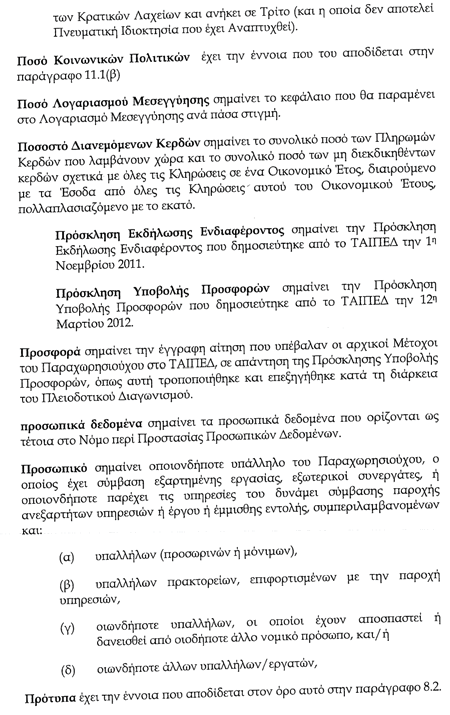 των Κρατικών Λαχείων και ανήκει σε Τρίτο (και η οποία δεν αποτελεί
Πνευματική Ιδιοκτησία που έχει Αναπτυχθεί).
Ποσό Κοινωνικών Πολιτικών έχει την έννοια που του αποδίδεται στην
παράγραφο 11.1(β)
Ποσό Λογαριασμού Μεσεγγύησης σημαίνει το κεφάλαιο που θα παραμένει
στο Λογαριασμό Μεσεγγύησης ανά πάσα στιγμή.
Ποσοστό Διανεμόμενων Κερδών σημαίνει το συνολικό ποσό των Πληρωμών
Κερδών που λαμβάνουν χώρα και το συνολικό ποσό των μη διεκδικηθέντων
κερδών σχετικά με όλες τις Κληρώσεις σε ένα Οικονομικό Έτος, διαιρούμενο
με τα Έσοδα από όλες τις Κληρώσεις αυτού του Οικονομικού Έτους,
πολλαπλασιαζόμενο με το εκατό.
Πρόσκληση Εκδήλωσης Ενδιαφέροντος σημαίνει την Πρόσκληση
Εκδήλωσης Ενδιαφέροντος που δημοσιεύτηκε από το ΤΑΙΠΕΔ την 1η
Νοεμβρίου 2011.
Πρόσκληση Υποβολής Προσφορών σημαίνει την Πρόσκληση
Υποβολής Προσφορών που δημοσιεύτηκε από το ΤΑΙΠΕΔ την 12η
Μαρτίου 2012.
Προσφορά σημαίνει την έγγραφη αίτηση που υπέβαλαν οι αρχικοί Μέτοχοι
του Παραχωρησιούχου στο ΤΑΙΠΕΔ, σε απάντηση της Πρόσκλησης Υποβολής
Προσφορών, όπως αυτή τροποποιήθηκε και επεξηγήθηκε κατά τη διάρκεια
του Πλειοδοτικού Διαγωνισμού.
προσωπικά δεδομένα σημαίνει τα προσωπικά δεδομένα που ορίζονται ως
τέτοια στο Νόμο περί Προστασίας Προσωπικών Δεδομένων.
Προσωπικό σημαίνει οποιονδήποτε υπάλληλο του Παραχωρησιούχου, ο
οποίος έχει σύμβαση εξαρτημένης εργασίας, εξωτερικοί συνεργάτες, ή
οποιονδήποτε παρέχει τις υπηρεσίες του δυνάμει σύμβασης παροχής
ανεξαρτήτων υπηρεσιών ή έργου ή έμμισθης εντολής, συμπεριλαμβανομένων
και:
(α) υπαλλήλων (προσωρινών ή μόνιμων),
(β) υπαλλήλων πρακτορείων, επιφορτισμένων με την παροχή
υπηρεσιών,
(γ) οιωνδήποτε υπαλλήλων, οι οποίοι έχουν αποσπαστεί ή
δανεισθεί από οιοδήποτε άλλο νομικό πρόσωπο, και/ή
(δ) οιωνδήποτε άλλων υπαλλήλων/εργατών,
Πρότυπα έχει την έννοια που αποδίδεται στον όρο αυτό στην παράγραφο 8.2.